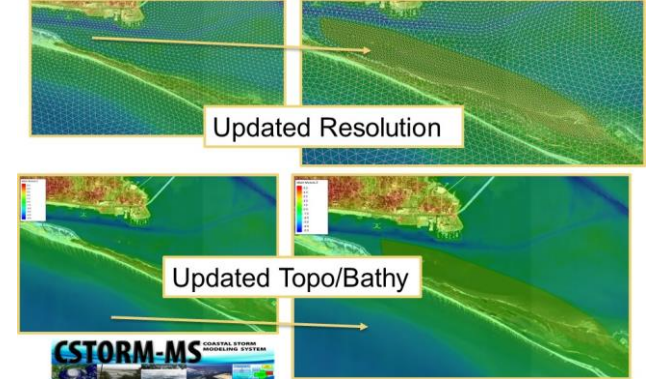 Updated Resolution
Updated Topo/Bathy
CSTORM-MS COASTAL STORM
MODELING SYSTEM